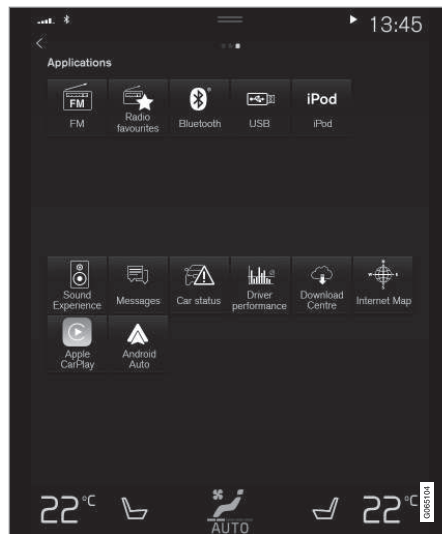 13:45
Applications
FM
iPod
FM
Radio
favourites
Bluetooth
USB
iPod
Sound
Experience
Messages
Car status
Driver
performance
Download
Centre
Internet Map
Apple
CarPlay
Android
Auto
22°C
AUTO
22°C
G065104